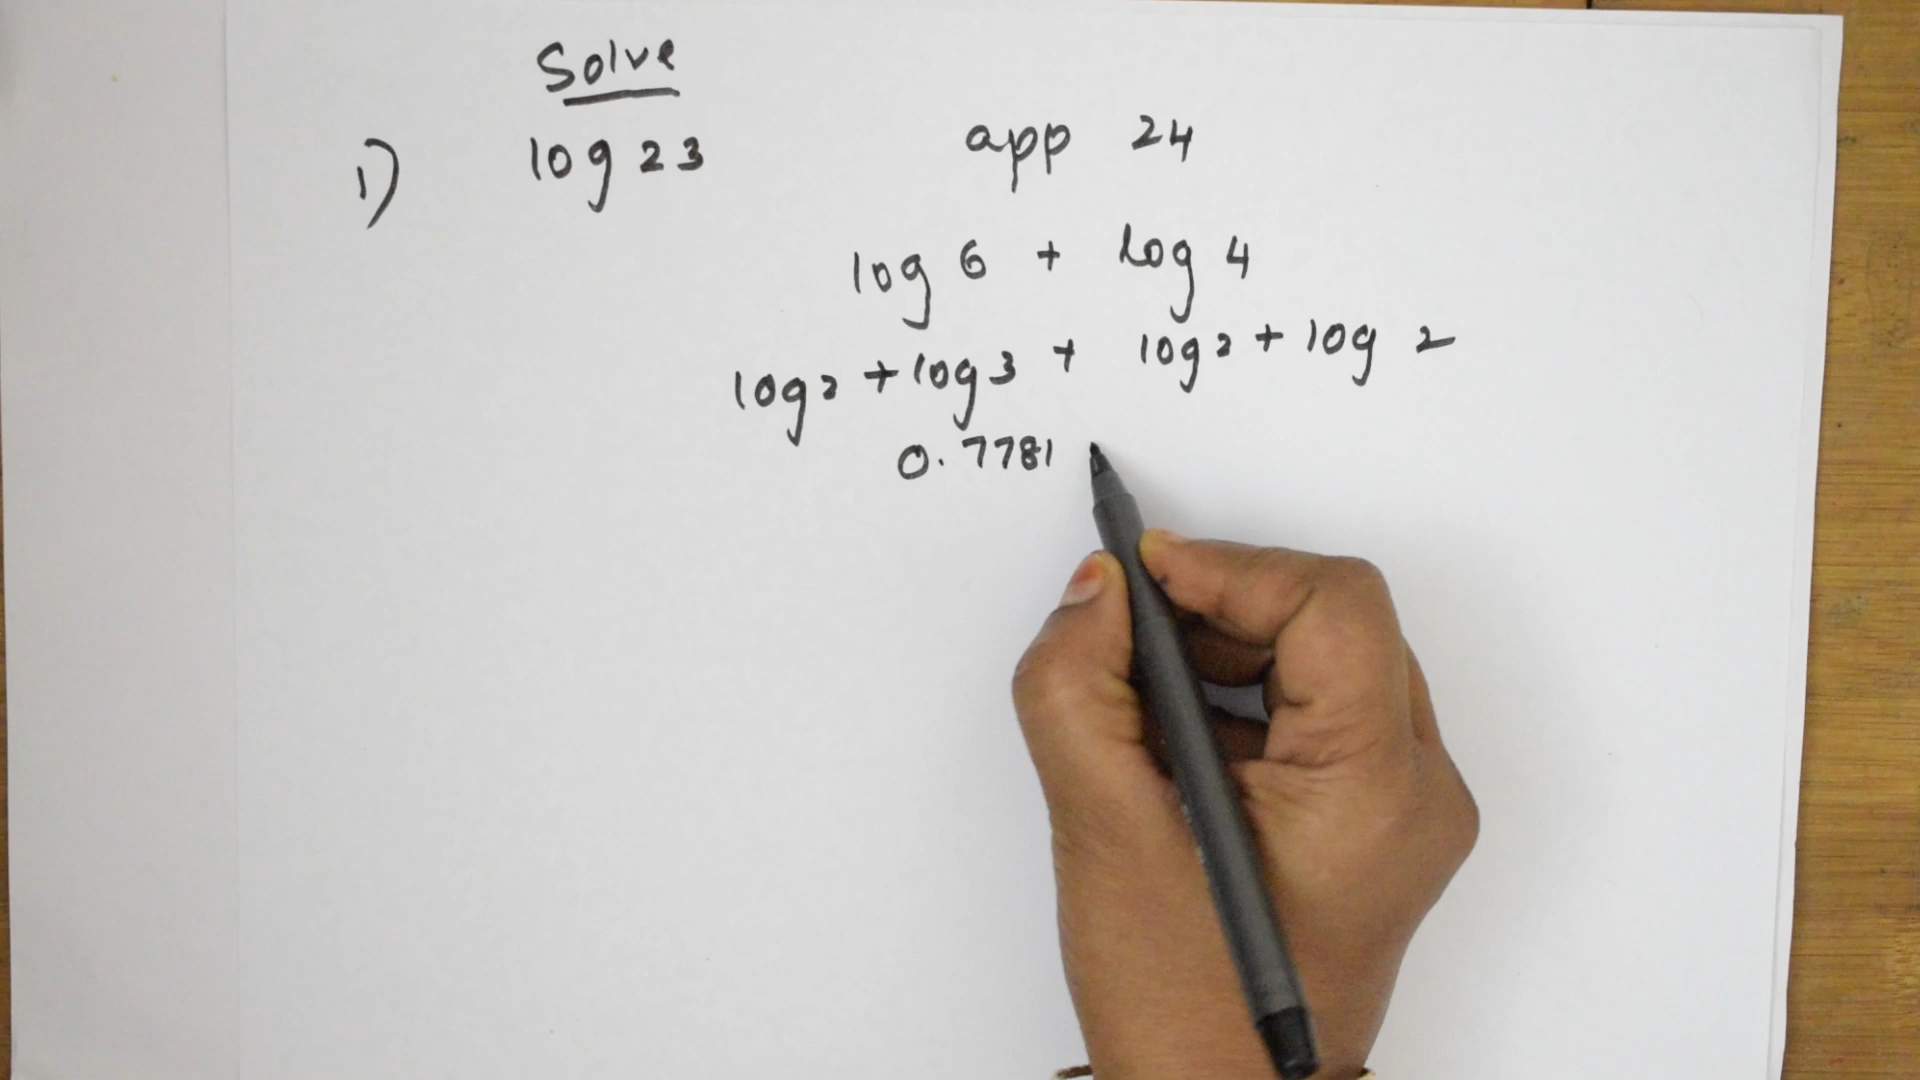 Solve
1) log 23
app 24
log 6 + log 4
log 2 + log 3 + log 2 + log 2
0.7781